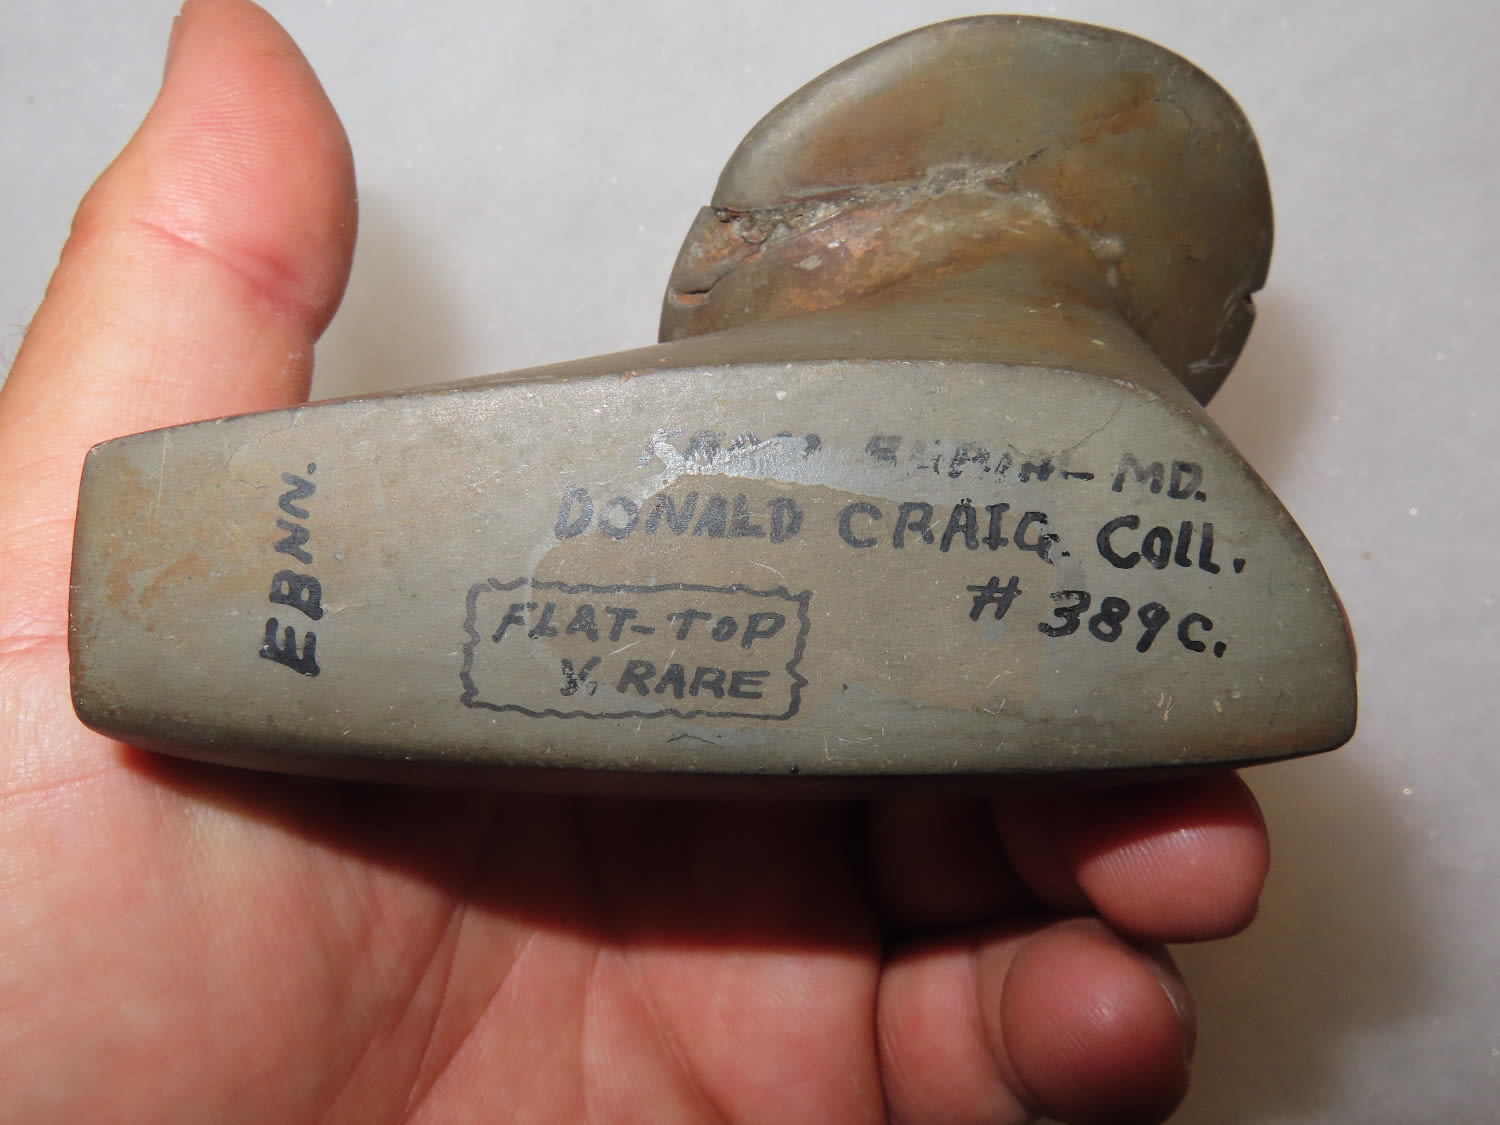 MD.
DONALD CRAIG. Coll.
# 389C.
FLAT-TOP
V. RARE
EBNN.